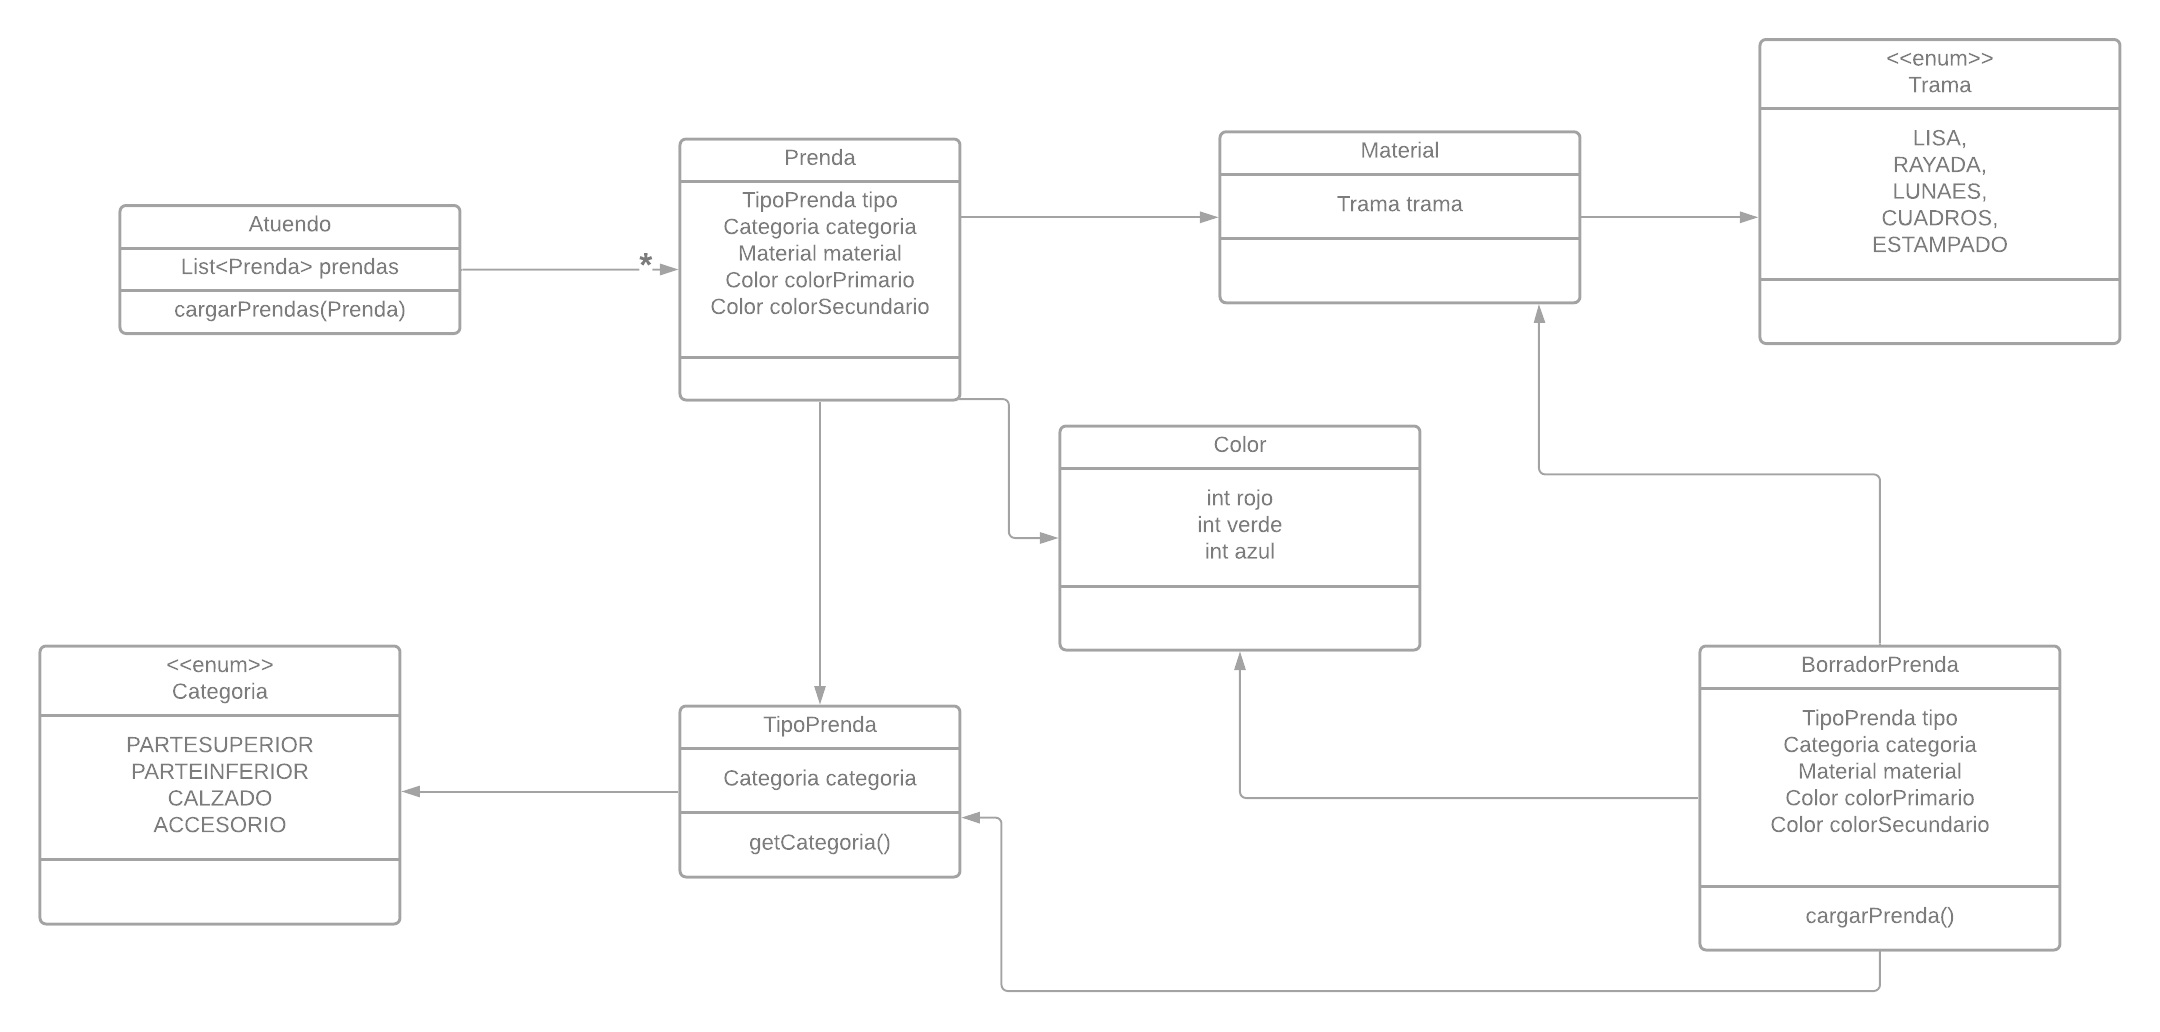 <<enum>>
Trama
LISA,
RAYADA,
LUNAES,
CUADROS,
ESTAMPADO
Prenda
TipoPrenda tipo
Categoria categoria
Material material
Color colorPrimario
Color colorSecundario
Material
Trama trama
Atuendo
List<Prenda> prendas
cargarPrendas(Prenda)
*
Color
int rojo
int verde
int azul
<<enum>>
Categoria
PARTESUPERIOR
PARTEINFERIOR
CALZADO
ACCESORIO
TipoPrenda
Categoria categoria
getCategoria()
BorradorPrenda
TipoPrenda tipo
Categoria categoria
Material material
Color colorPrimario
Color colorSecundario
cargarPrenda()